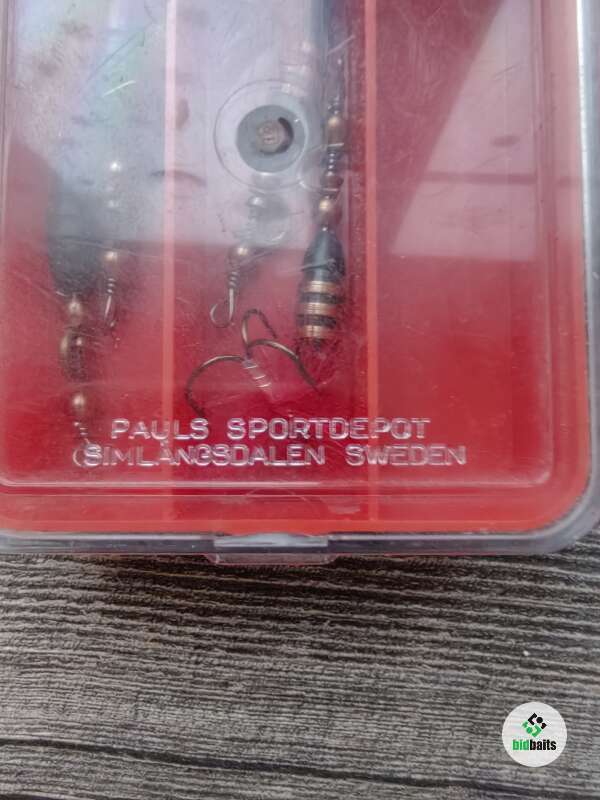 PAULS SPORTDEPOT
SIMLÅNGSDALEN SWEDEN
bidbaits